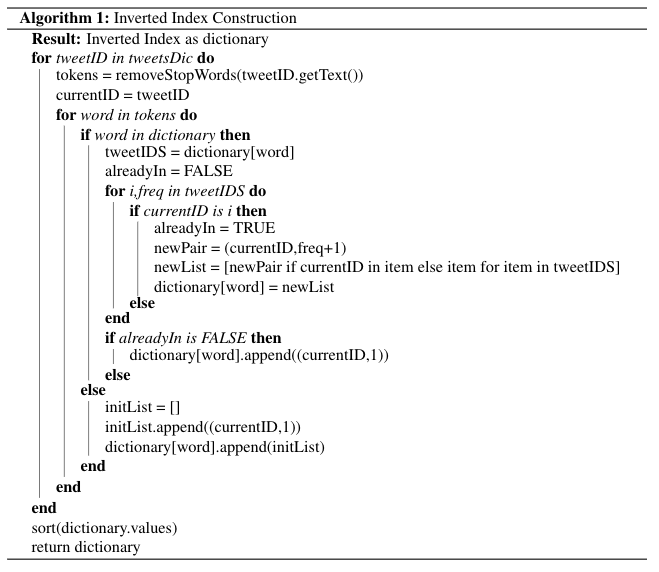 Algorithm 1: Inverted Index Construction
Result: Inverted Index as dictionary
for tweetID in tweetsDic do
tokens = removeStopWords(tweetID.getText())
currentID = tweetID
for word in tokens do
if word in dictionary then
tweetIDS = dictionary[word]
alreadyIn = FALSE
for i,freq in tweetIDS do
if currentID is i then
alreadyIn = TRUE
newPair = (currentID,freq+1)
newList = [newPair if currentID in item else item for item in tweetIDS]
dictionary[word] = newList
else
end
if alreadyIn is FALSE then
dictionary[word].append((currentID,1))
else
else
initList = []
initList.append((currentID,1))
dictionary[word].append(initList)
end
end
end
sort(dictionary.values)
return dictionary